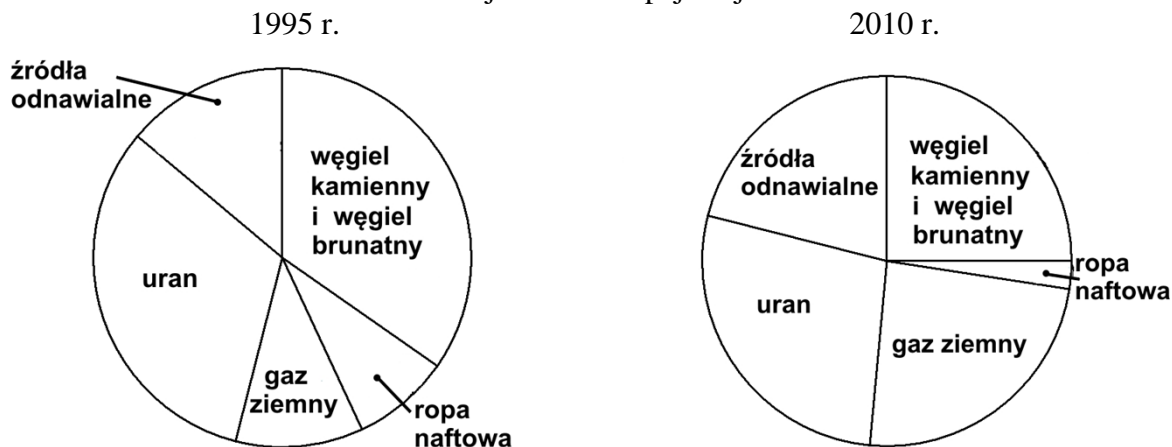 1995 r.
2010 r.
źródła
odnawialne
węgiel
kamienny
i węgiel
brunatny
uran
gaz
ziemny
ropa
naftowa
źródła
odnawialne
węgiel
kamienny
i węgiel
brunatny
ropa
naftowa
uran
gaz ziemny